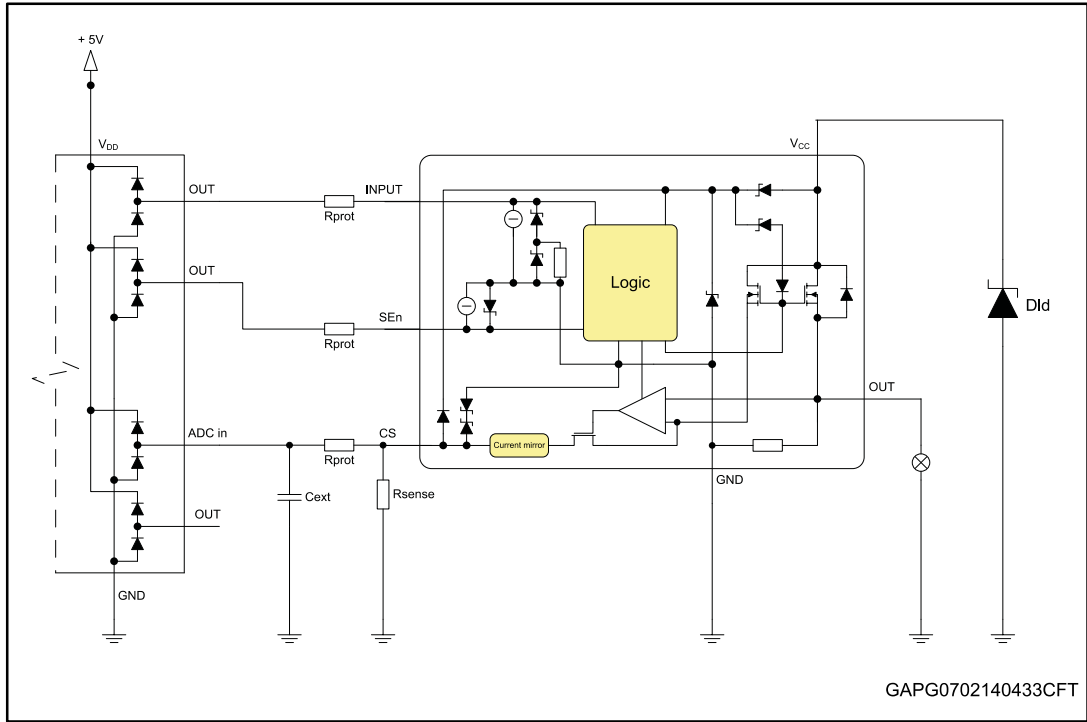 + 5V
VDD
VCC
OUT
Rprot
INPUT
Logic
OUT
Rprot
SEn
Dld
OUT
ADC in
Rprot
CS
Current mirror
Cext
Rsense
GND
OUT
GND
GAPG0702140433CFT